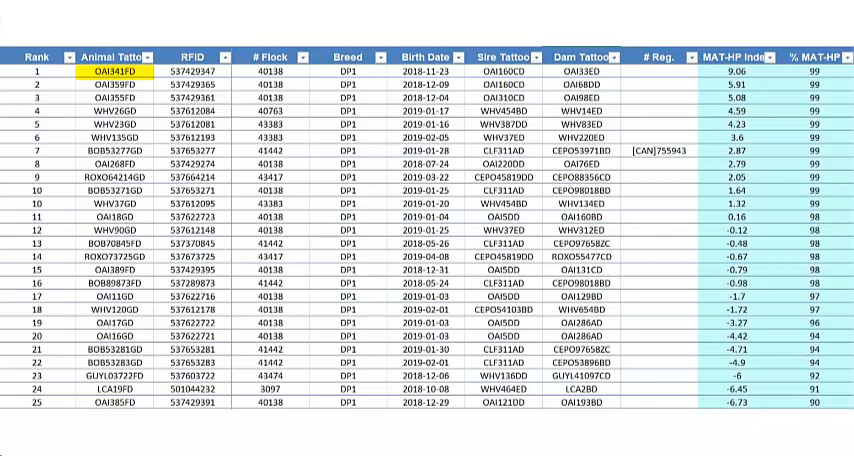 Rank Animal Tatto RFID # Flock Breed Birth Date Sire Tattoo Dam Tattoo # Reg. MAT-HP Inde % MAT-HP
1 OAI341FD 537429347 40138 DP1 2018-11-23 OAI160CD OAI33ED 9.06 99
2 OAI359FD 537429365 40138 DP1 2018-12-09 OAI160CD OAI68DD 5.91 99
3 OAI355FD 537429361 40138 DP1 2018-12-04 OAI310CD OAI98ED 5.08 99
4 WHV26GD 537612084 40763 DP1 2019-01-17 WHV454BD WHV14ED 4.59 99
5 WHV23GD 537612081 43383 DP1 2019-01-16 WHV387DD WHV83ED 4.23 99
6 WHV135GD 537612193 43383 DP1 2019-02-05 WHV37ED WHV220ED 3.6 99
7 BOB53277GD 537653277 41442 DP1 2019-01-28 CLF311AD CEPO53971BD [CAN]755943 2.87 99
8 OAI268FD 537429274 40138 DP1 2018-07-24 OAI220DD OAI76ED 2.79 99
9 ROXO64214GD 537664214 43417 DP1 2019-03-22 CEPO45819DD CEPO88356CD 2.05 99
10 BOB53271GD 537653271 40138 DP1 2019-01-25 CLF311AD CEPO98018BD 1.64 99
10 WHV37GD 537612095 43383 DP1 2019-01-20 WHV454BD WHV134ED 1.32 99
11 OAI18GD 537622723 40138 DP1 2019-01-04 OAI5DD OAI160BD 0.16 98
12 WHV90GD 537612148 40138 DP1 2019-01-25 WHV37ED WHV312ED -0.12 98
13 BOB70845FD 537370845 41442 DP1 2018-05-26 CLF311AD CEPO97658ZC -0.48 98
14 ROXO73725GD 537673725 43417 DP1 2019-04-08 CEPO45819DD ROXO55477CD -0.67 98
15 OAI389FD 537429395 40138 DP1 2018-12-31 OAI5DD OAI131CD -0.79 98
16 BOB89873FD 537289873 41442 DP1 2018-05-24 CLF311AD CEPO98018BD -0.98 98
17 OAI11GD 537622716 40138 DP1 2019-01-03 OAI5DD OAI129BD -1.7 97
18 WHV120GD 537612178 40138 DP1 2019-02-01 CEPO54103BD WHV654BD -1.72 97
19 OAI17GD 537622722 40138 DP1 2019-01-03 OAI5DD OAI286AD -3.27 96
20 OAI16GD 537622721 40138 DP1 2019-01-03 OAI5DD OAI286AD -4.42 94
21 BOB53281GD 537653281 41442 DP1 2019-01-30 CLF311AD CEPO97658ZC -4.71 94
22 BOB53283GD 537653283 41442 DP1 2019-02-01 CLF311AD CEPO53896BD -4.9 94
23 GUYL03722FD 537603722 43474 DP1 2018-12-06 WHV136DD GUYL41097CD -6 92
24 LCA19FD 501044232 3097 DP1 2018-10-08 WHV464ED LCA2BD -6.45 91
25 OAI385FD 537429391 40138 DP1 2018-12-29 OAI121DD OAI193BD -6.73 90